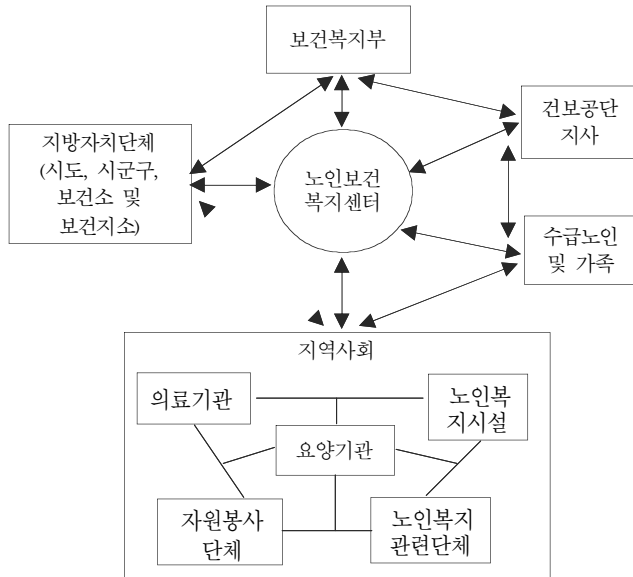 보건복지부
건보공단
지사
지방자치단체
(시도, 시군구,
보건소 및
보건지소)
노인보건
복지센터
수급노인
및 가족
지역사회
의료기관
노인복
지시설
요양기관
자원봉사
단체
노인복지
관련단체